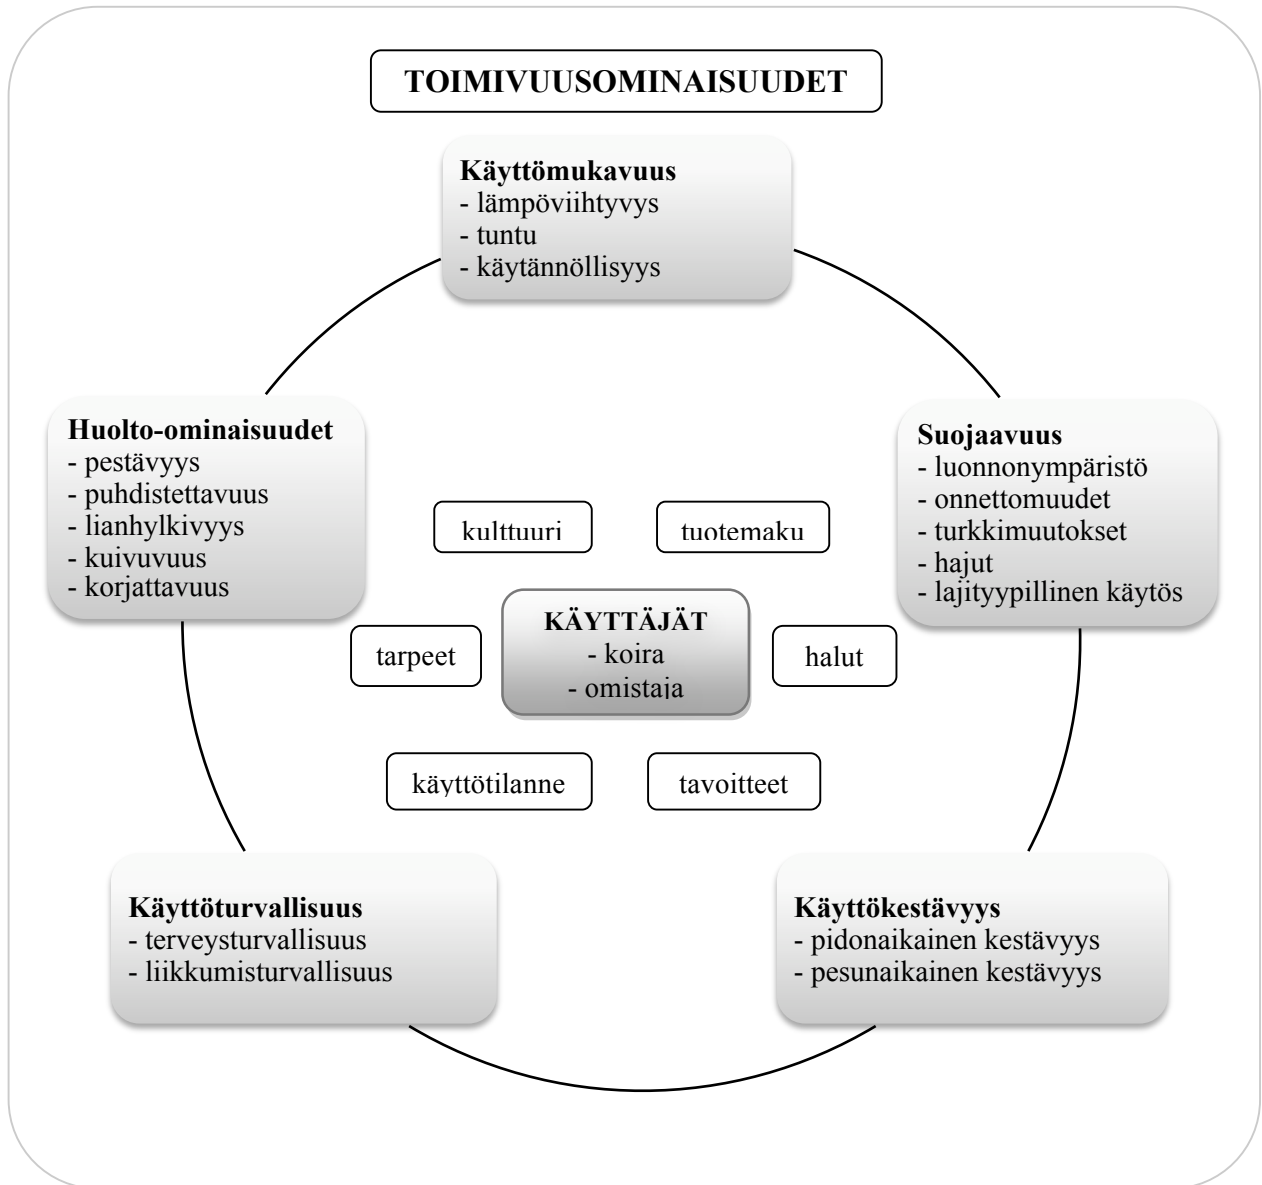 TOIMIVUUSOMINAISUUDET
Käyttömukavuus
- lämpöviihtyvyys
- tuntu
- käytännöllisyys
Huolto-ominaisuudet
- pestävyys
- puhdistettavuus
- lianhylkivyys
- kuivuvuus
- korjattavuus
Suojaavuus
- luonnonympäristö
- onnettomuudet
- turkkimuutokset
- hajut
- lajityypillinen käytös
kulttuuri
tuotemaku
tarpeet
KÄYTTÄJÄT
- koira
- omistaja
halut
käyttötilanne
tavoitteet
Käyttöturvallisuus
- terveysturvallisuus
- liikkumisturvallisuus
Käyttökestävyys
- pidonaikainen kestävyys
- pesunaikainen kestävyys